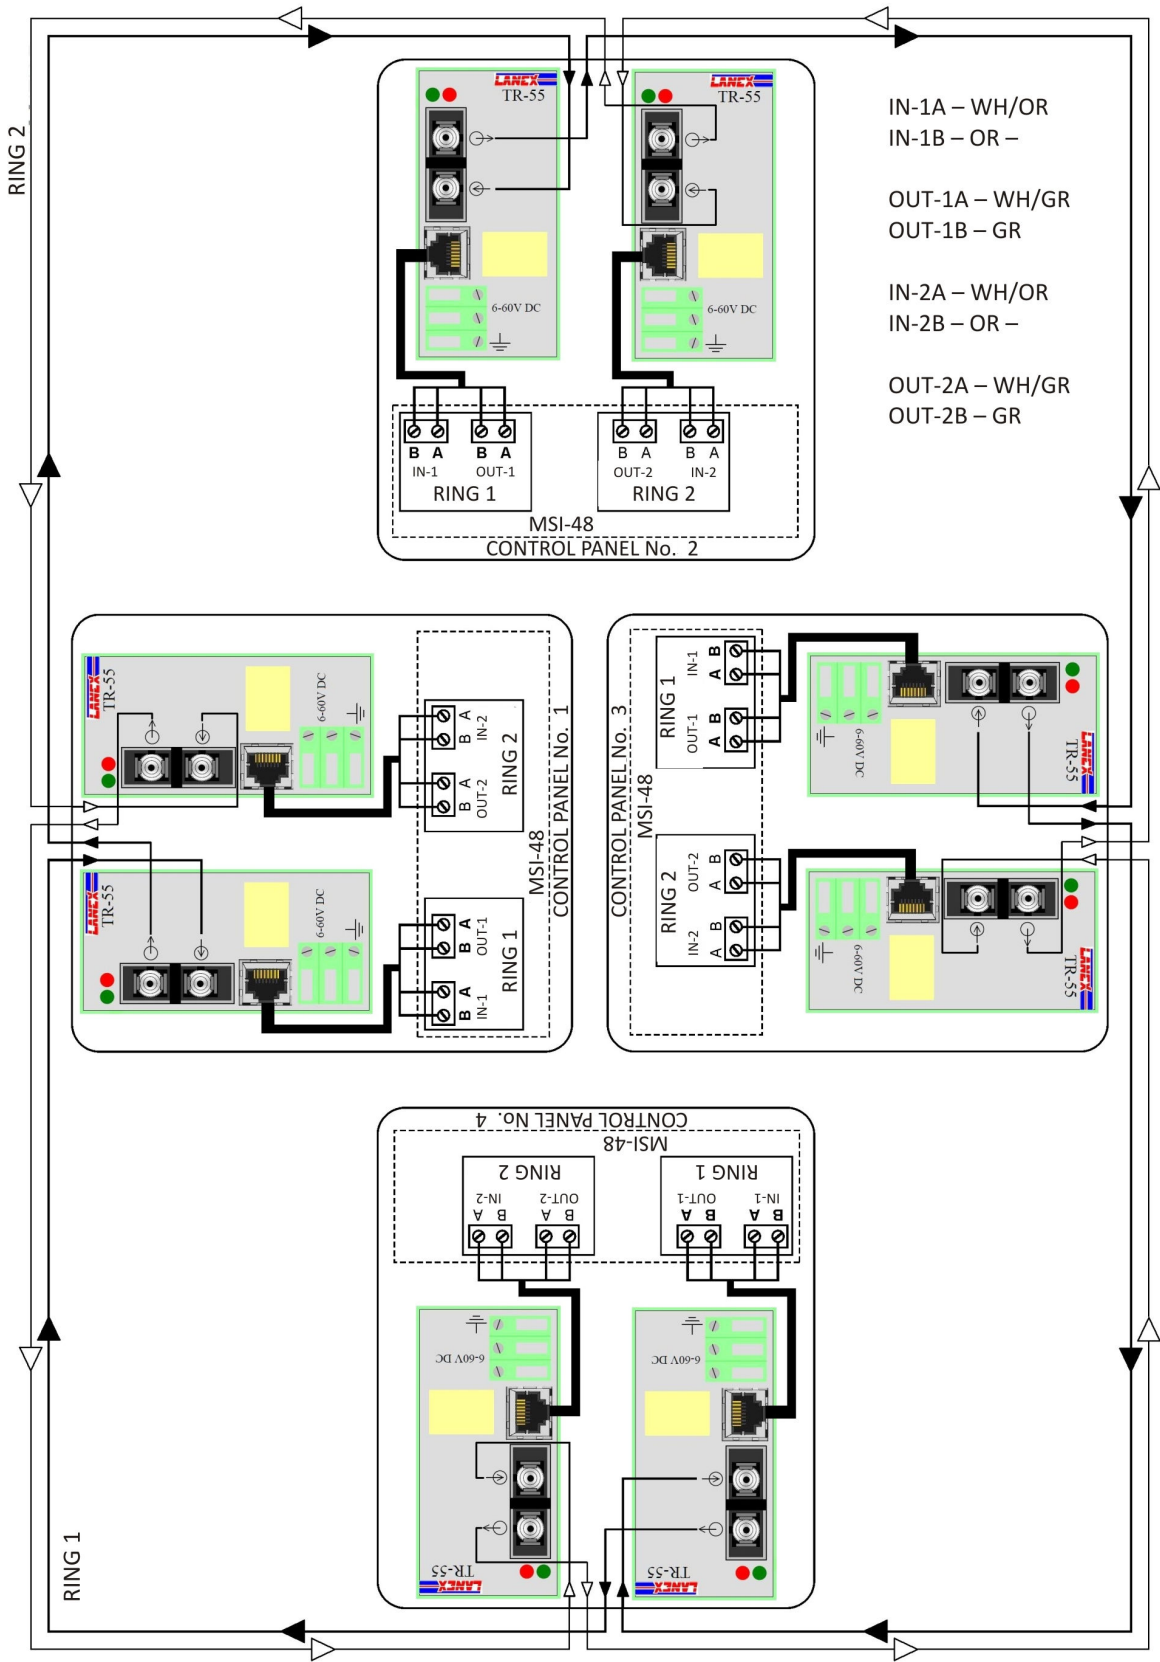 RING 2
LANEX
TR-55
6-60V DC
LANEX
TR-55
6-60V DC
IN-1A – WH/OR
IN-1B – OR –
OUT-1A – WH/GR
OUT-1B – GR
IN-2A – WH/OR
IN-2B – OR –
OUT-2A – WH/GR
OUT-2B – GR
B A B A
IN-1 OUT-1
RING 1
B A B A
OUT-2 IN-2
RING 2
MSI-48
CONTROL PANEL No. 2
LANEX
TR-55
6-60V DC
A B A B
IN-2 OUT-2
RING 2
LANEX
TR-55
6-60V DC
A B A B
OUT-1 IN-1
RING 1
MSI-48
CONTROL PANEL No. 1
CONTROL PANEL No. 3
MSI-48
RING 1
IN-1 OUT-1
B A B A
6-60V DC
TR-55
LANEX
RING 2
OUT-2 IN-2
B A B A
6-60V DC
TR-55
LANEX
CONTROL PANEL No. 4
MSI-48
RING 2
IN-2 OUT-2
A B A B
RING 1
OUT-1 IN-1
A B A B
6-60V DC
TR-55
LANEX
6-60V DC
TR-55
LANEX
RING 1